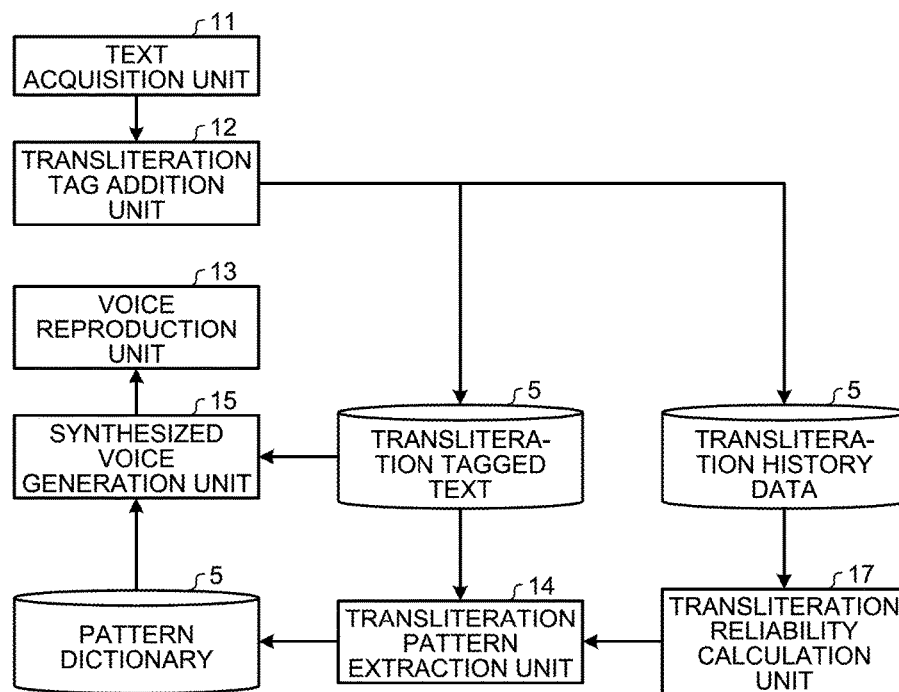 11
TEXT
ACQUISITION UNIT
12
TRANSLITERATION
TAG ADDITION
UNIT
13
VOICE
REPRODUCTION
UNIT
15
SYNTHESIZED
VOICE
GENERATION UNIT
5
TRANSLITERA-
TION TAGGED
TEXT
5
TRANSLITERA-
TION HISTORY
DATA
5
PATTERN
DICTIONARY
14
TRANSLITERATION
PATTERN
EXTRACTION UNIT
17
TRANSLITERATION
RELIABILITY
CALCULATION
UNIT